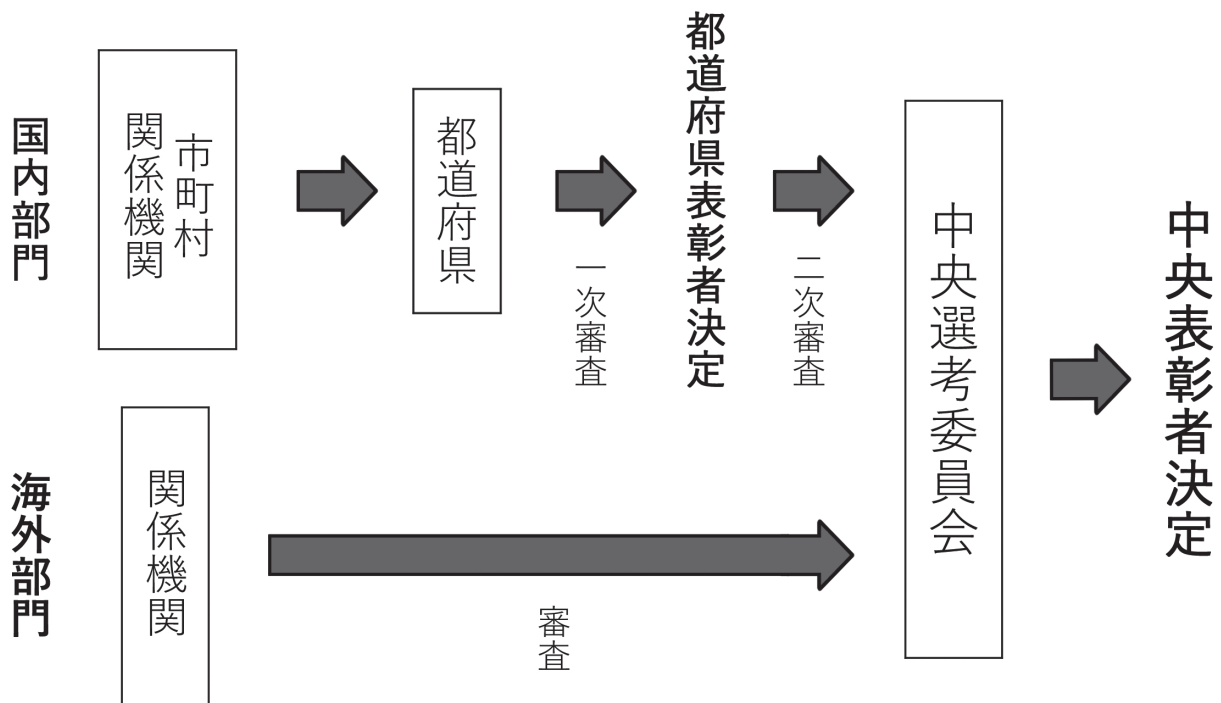 国内部門
市町村
関係機関
都道府県
一次審査
都道府県表彰者決定
二次審査
中央選考委員会
中央表彰者決定
海外部門
関係機関
審査